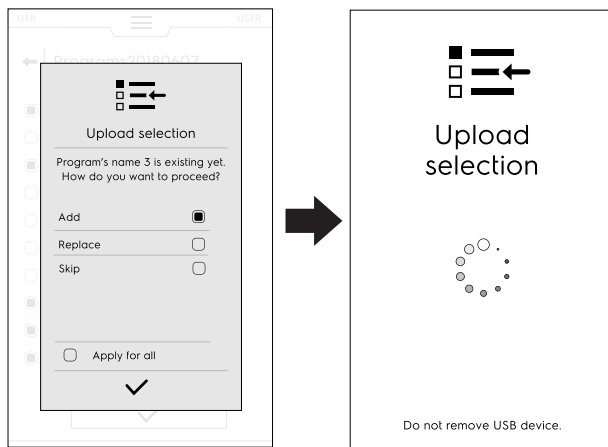 USB
USER
Programs20180607
Upload selection
Program's name 3 is existing yet.
How do you want to proceed?
Add
Replace
Skip
Apply for all
Upload
selection
Do not remove USB device.